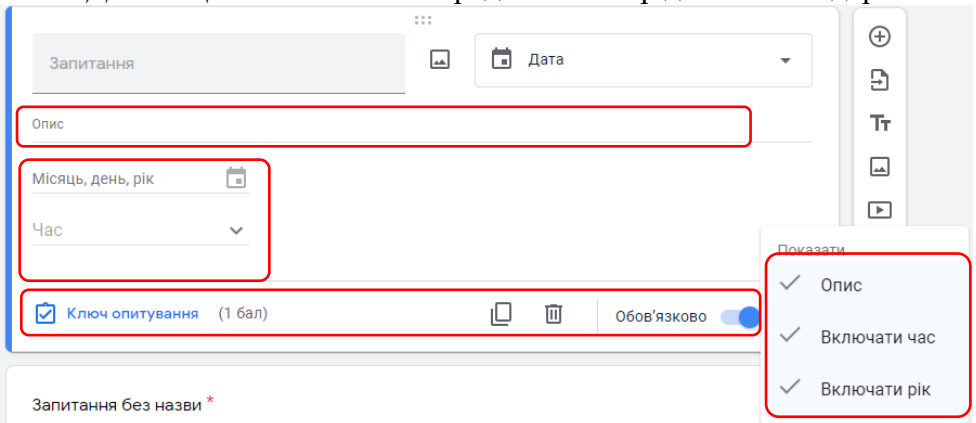 Запитання
Дата
Опис
Місяць, день, рік
Час
Tт
Показати
Опис
Включати час
Включати рік
Ключ опитування (1 бал)
Обов'язково
Запитання без назви *